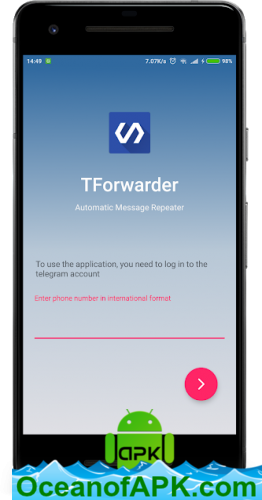 14:49 7.07K/s 98%
TForwarder
Automatic Message Repeater
To use the application, you need to log in to the
telegram account
Enter phone number in international format
apk
OceanofAPK.com